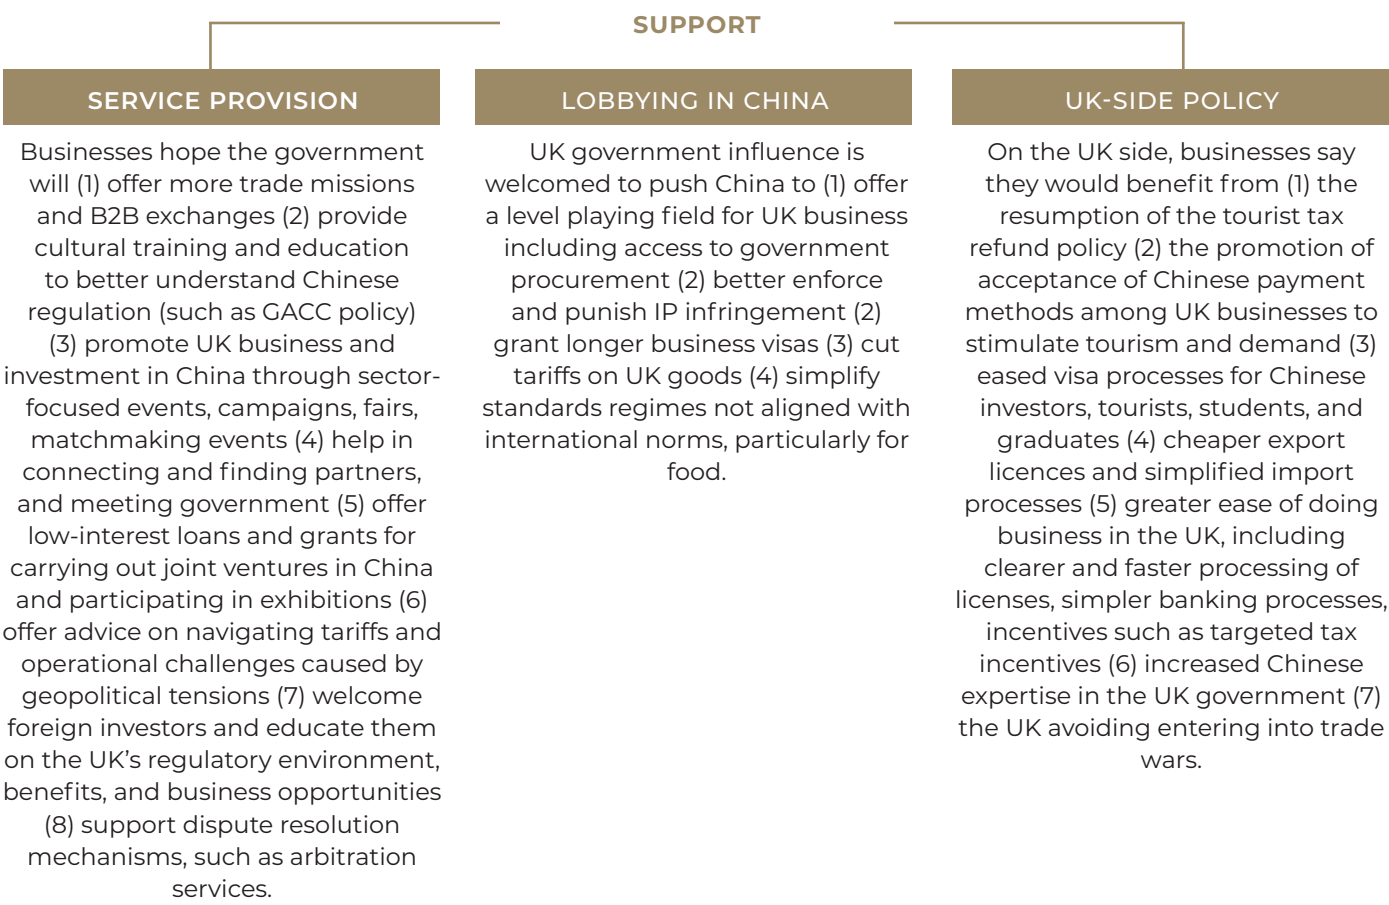 SUPPORT
SERVICE PROVISION
Businesses hope the government
will (1) offer more trade missions
and B2B exchanges (2) provide
cultural training and education
to better understand Chinese
regulation (such as GACC policy)
(3) promote UK business and
investment in China through sector-
focused events, campaigns, fairs,
matchmaking events (4) help in
connecting and finding partners,
and meeting government (5) offer
low-interest loans and grants for
carrying out joint ventures in China
and participating in exhibitions (6)
offer advice on navigating tariffs and
operational challenges caused by
geopolitical tensions (7) welcome
foreign investors and educate them
on the UK’s regulatory environment,
benefits, and business opportunities
(8) support dispute resolution
mechanisms, such as arbitration
services.
LOBBYING IN CHINA
UK government influence is
welcomed to push China to (1) offer
a level playing field for UK business
including access to government
procurement (2) better enforce
and punish IP infringement (2)
grant longer business visas (3) cut
tariffs on UK goods (4) simplify
standards regimes not aligned with
international norms, particularly for
food.
UK-SIDE POLICY
On the UK side, businesses say
they would benefit from (1) the
resumption of the tourist tax
refund policy (2) the promotion of
acceptance of Chinese payment
methods among UK businesses to
stimulate tourism and demand (3)
eased visa processes for Chinese
investors, tourists, students, and
graduates (4) cheaper export
licences and simplified import
processes (5) greater ease of doing
business in the UK, including
clearer and faster processing of
licenses, simpler banking processes,
incentives such as targeted tax
incentives (6) increased Chinese
expertise in the UK government (7)
the UK avoiding entering into trade
wars.